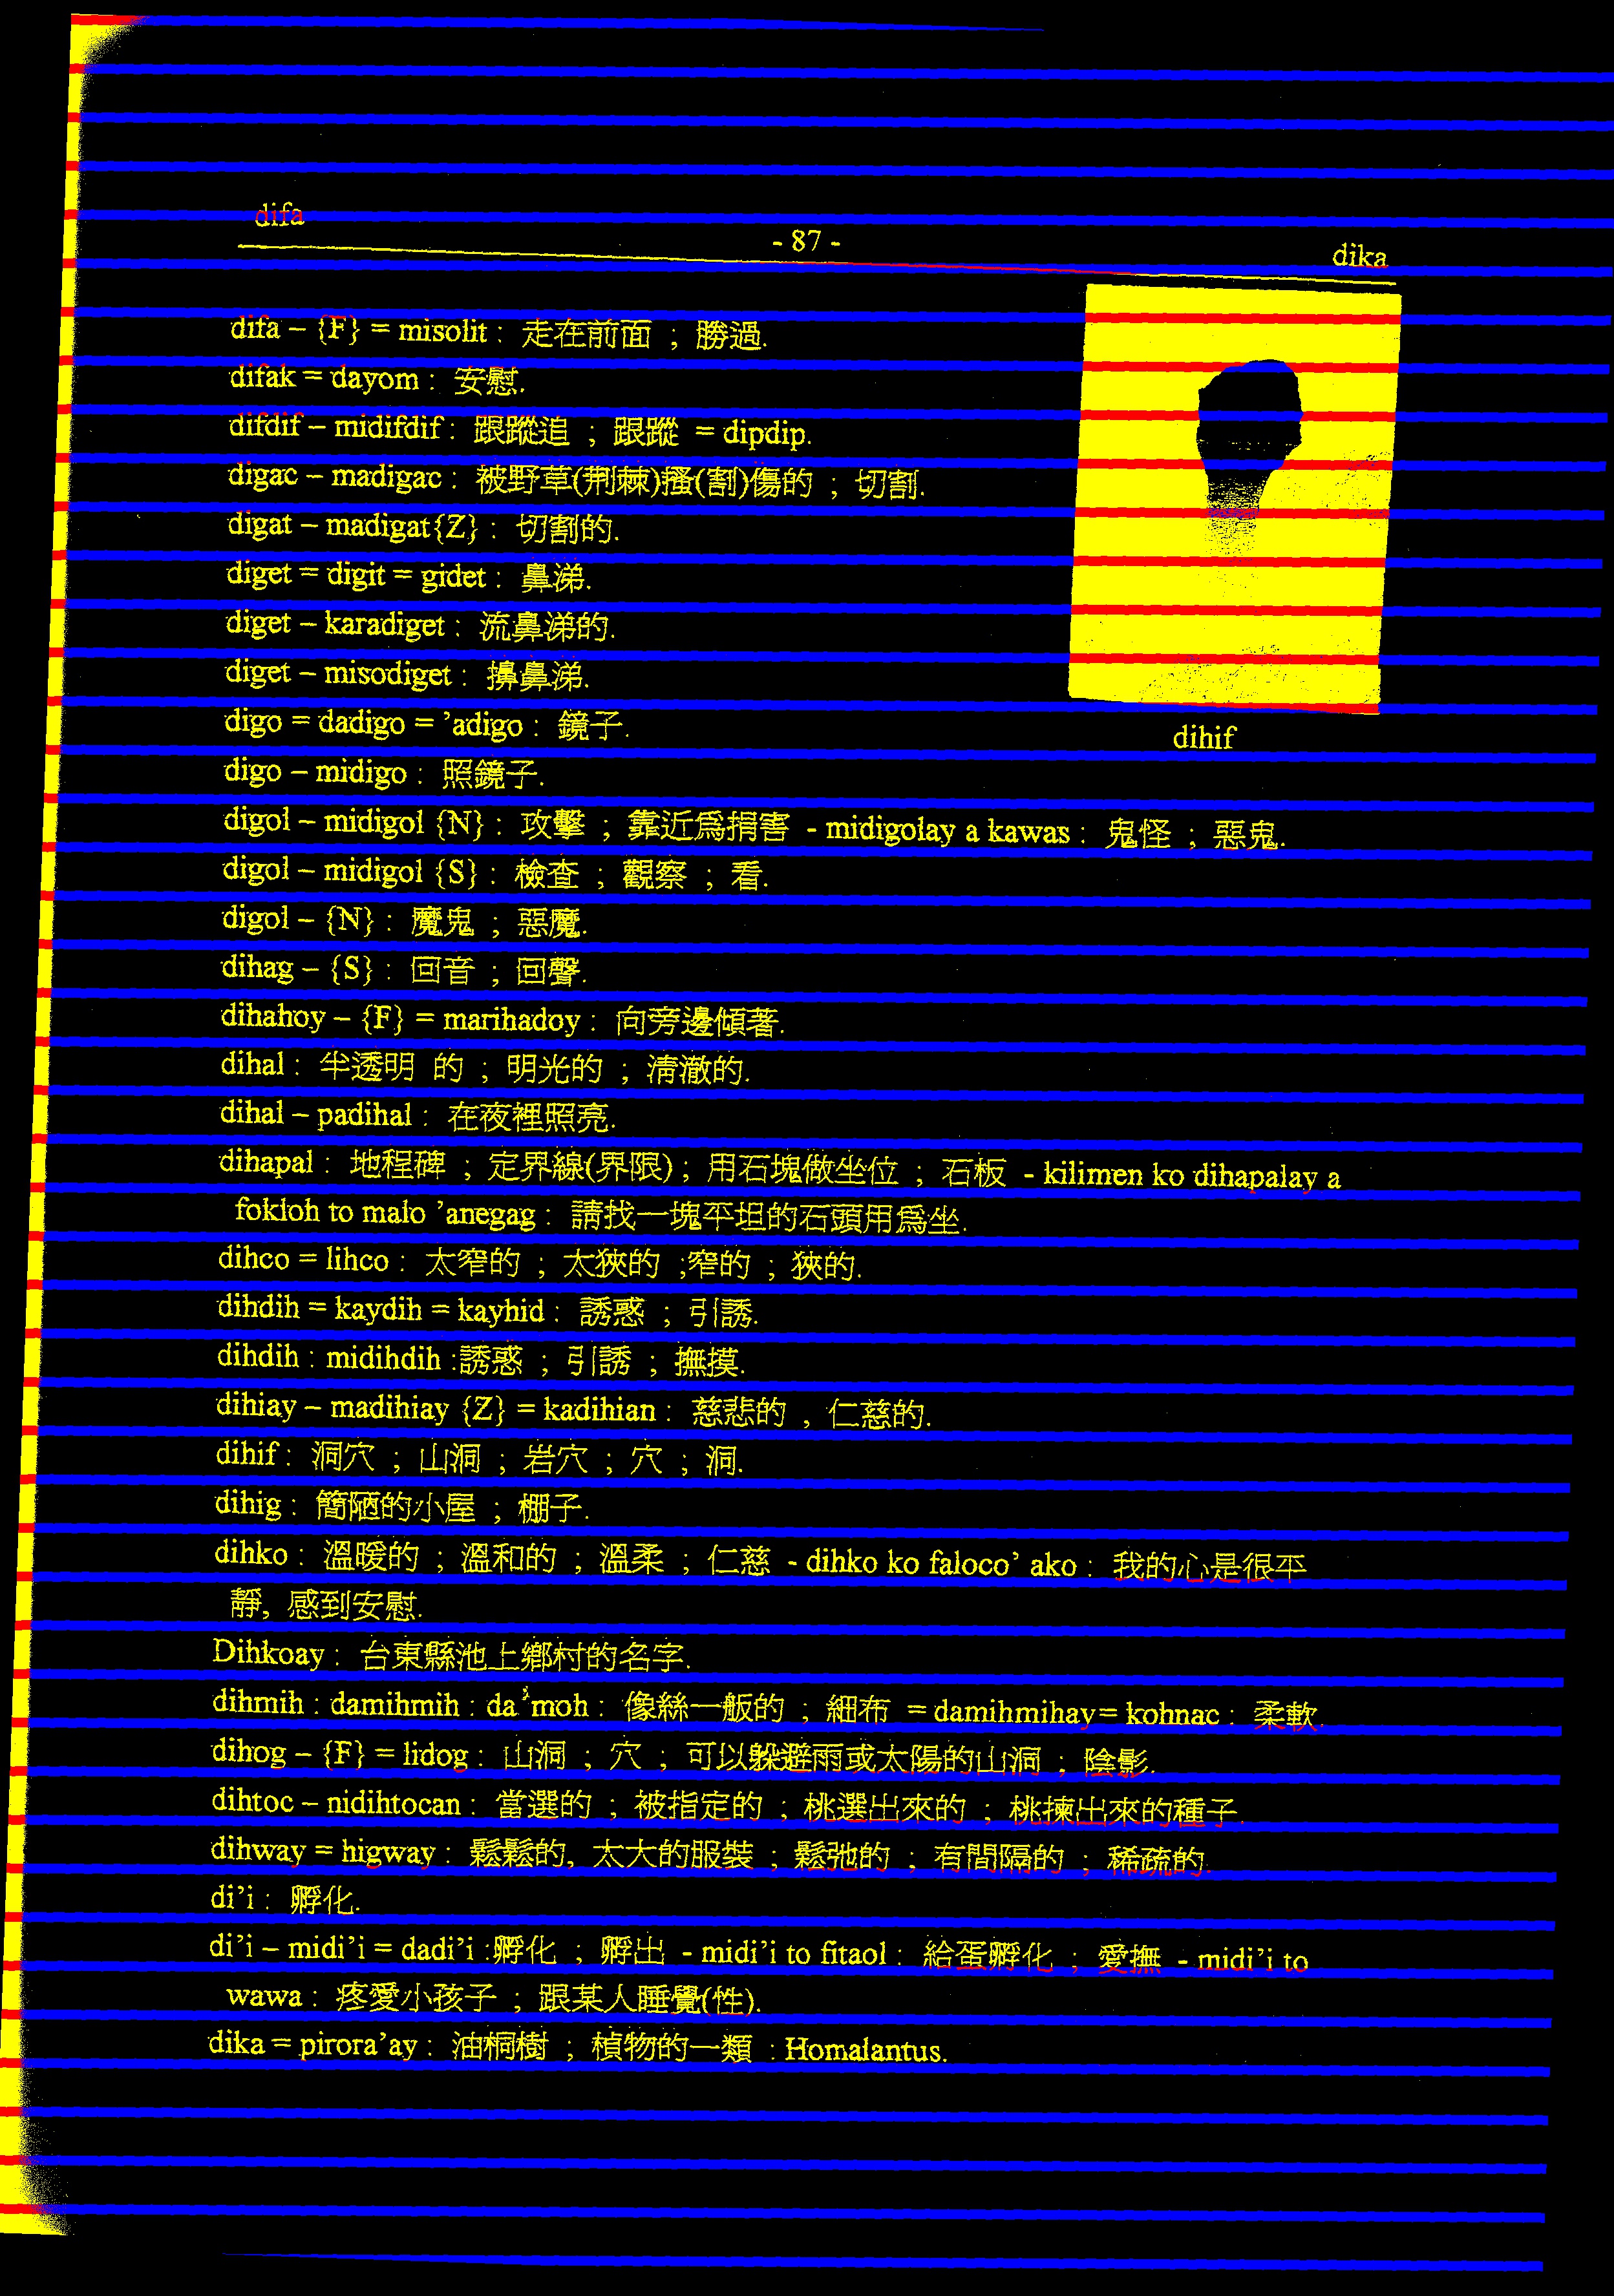 difa
- 87 -
dika
difa – {F} = misolit : 走在前面 ; 勝過.
difak = dayom : 安慰.
difdif – midifdif : 跟蹤追 ; 跟蹤 = dipdip.
digac – madigac : 被野草(荆棘)搔(割)傷的 ; 切割.
digat – madigat{Z} : 切割的.
diget = digit = gidet : 鼻涕.
diget – karadiget : 流鼻涕的.
diget – misodiget : 擤鼻涕.
digo = dadigo = ’adigo : 鏡子.
dihif
digo – midigo : 照鏡子.
digol – midigol {N} : 攻擊 ; 靠近爲損害 - midigolay a kawas : 鬼怪 ; 惡鬼.
digol – midigol {S} : 檢查 ; 觀察 ; 看.
digol – {N} : 魔鬼 ; 惡魔.
dihag – {S} : 回音 ; 回聲.
dihahoy – {F} = marihadoy : 向旁邊傾著.
dihal : 半透明 的 ; 明光的 ; 清澈的.
dihal – padihal : 在夜裡照亮.
dihapal : 地程碑 ; 定界線(界限) ; 用石塊做坐位 ; 石板 - kilimen ko dihapalay a
fokloh to malo ’anegag : 請找一塊平坦的石頭用爲坐.
dihco = lihco : 太窄的 ; 太狹的 ;窄的 ; 狹的.
dihdih = kaydih = kayhid : 誘惑 ; 引誘.
dihdih : midihdih :誘惑 ; 引誘 ; 撫摸.
dihiay – madihiay {Z} = kadihian : 慈悲的 , 仁慈的.
dihif : 洞穴 ; 山洞 ; 岩穴 ; 穴 ; 洞.
dihig : 簡陋的小屋 ; 棚子.
dihko : 溫暖的 ; 溫和的 ; 溫柔 ; 仁慈 - dihko ko faloco’ ako : 我的心是很平
靜, 感到安慰.
Dihkoay : 台東縣池上鄉村的名字.
dihmih : damihmih : da’moh : 像絲一般的 ; 細布 = damihmihay= kohnac : 柔軟.
dihog – {F} = lidog : 山洞 ; 穴 ; 可以躲避雨或太陽的山洞 ; 陰影.
dihtoc – nidihtocan : 當選的 ; 被指定的 ; 桃選出來的 ; 桃揀出來的種子.
dihway = higway : 鬆鬆的, 太大的服裝 ; 鬆弛的 ; 有間隔的 ; 稀疏的.
di’i : 孵化.
di’i – midi’i = dadi’i :孵化 ; 孵出 - midi’i to fitaol : 給蛋孵化 ; 愛撫 - midi’i to
wawa : 疼愛小孩子 ; 跟某人睡覺(性).
dika = pirora’ay : 油桐樹 ; 植物的一類 : Homalantus.